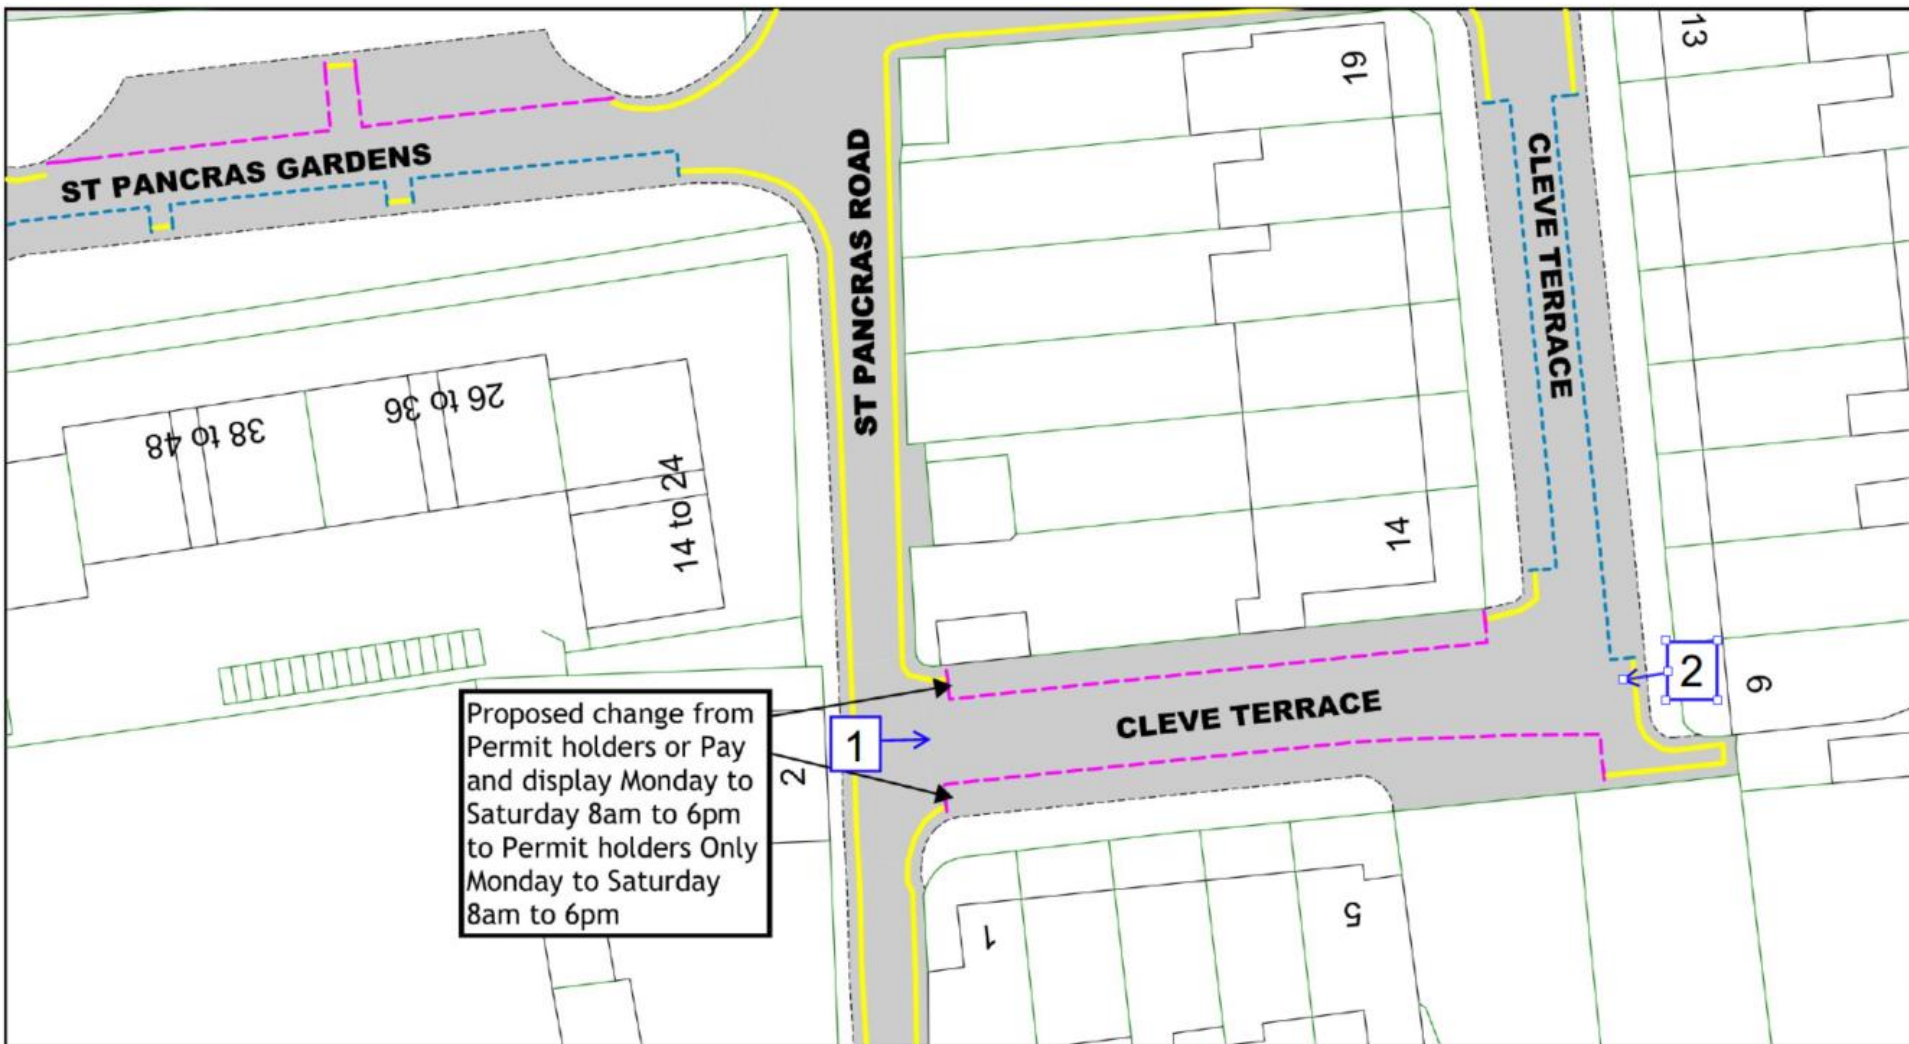 13
19
ST PANCRAS GARDENS
ST PANCRAS ROAD
CLEVE TERRACE
38 to 48
26 to 36
14 to 24
14
2
6
CLEVE TERRACE
Proposed change from
Permit holders or Pay
and display Monday to
Saturday 8am to 6pm
to Permit holders Only
Monday to Saturday
8am to 6pm
1
2
1
5